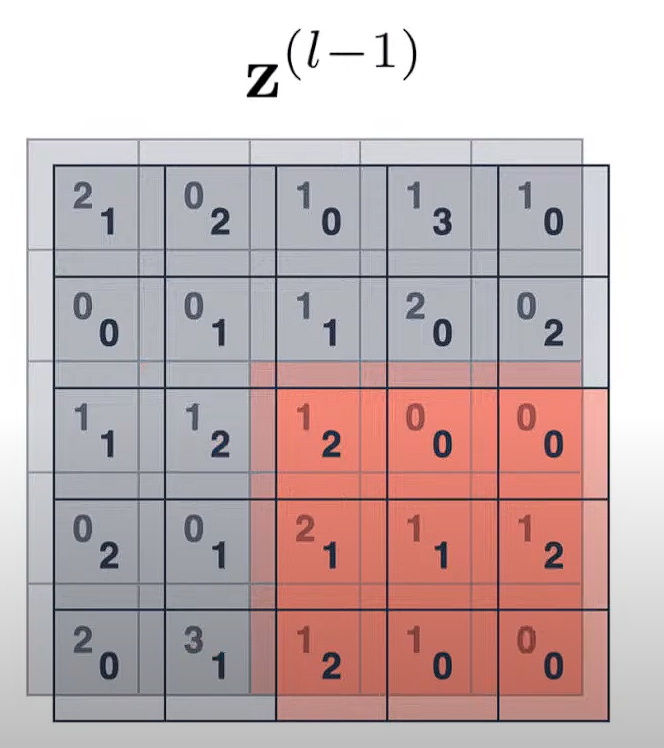 z^(l−1)
2 1 0 2 1 0 1 3 1 0
0 0 0 1 1 1 2 0 0 2
1 1 1 2 1 2 0 0 0 0
0 2 0 1 2 1 1 1 1 2
2 0 3 1 1 2 1 0 0 0